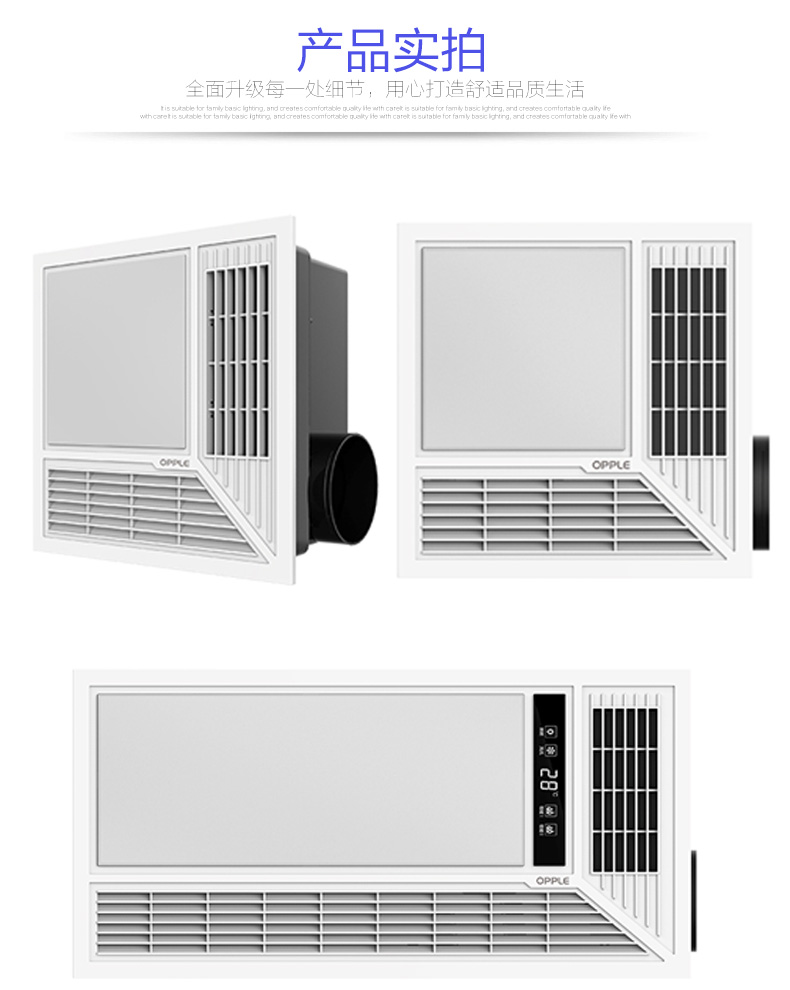 产品实拍
全面升级每一处细节，用心打造舒适品质生活
It is suitable for family basic lighting, and creates comfortable quality life with careIt is suitable for family basic lighting, and creates comfortable quality life
with careIt is suitable for family basic lighting, and creates comfortable quality life with careIt is suitable for family basic lighting, and creates comfortable quality life with
OPPLE
OPPLE
28
OPPLE